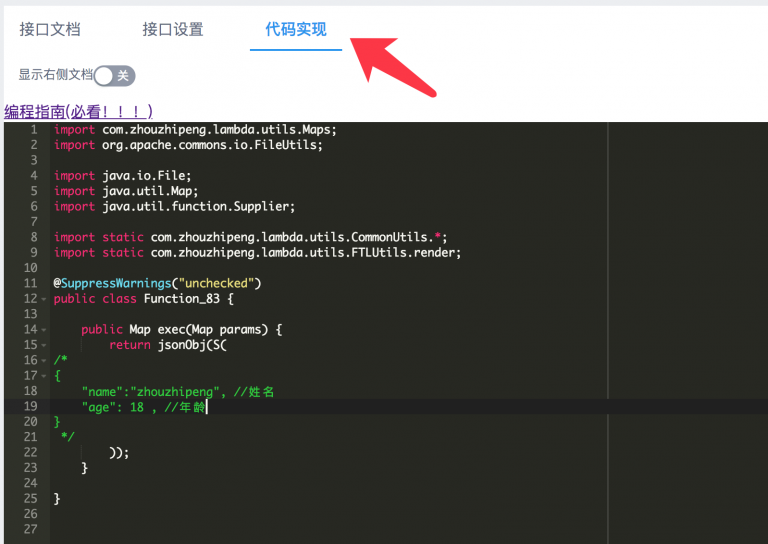 接口文档 接口设置 代码实现
显示右侧文档 关
编程指南(必看！！！)
1 import com.zhouzhipeng.lambda.utils.Maps;
2 import org.apache.commons.io.FileUtils;
3
4 import java.io.File;
5 import java.util.Map;
6 import java.util.function.Supplier;
7
8 import static com.zhouzhipeng.lambda.utils.CommonUtils.*;
9 import static com.zhouzhipeng.lambda.utils.FTLUtils.render;
10
11 @SuppressWarnings("unchecked")
12 public class Function_83 {
13
14     public Map exec(Map params) {
15         return jsonObj(S(
16 /*
17 {
18     "name":"zhouzhipeng", //姓名
19     "age": 18 , //年龄
20 }
21  */
22         ));
23     }
24
25 }
26
27